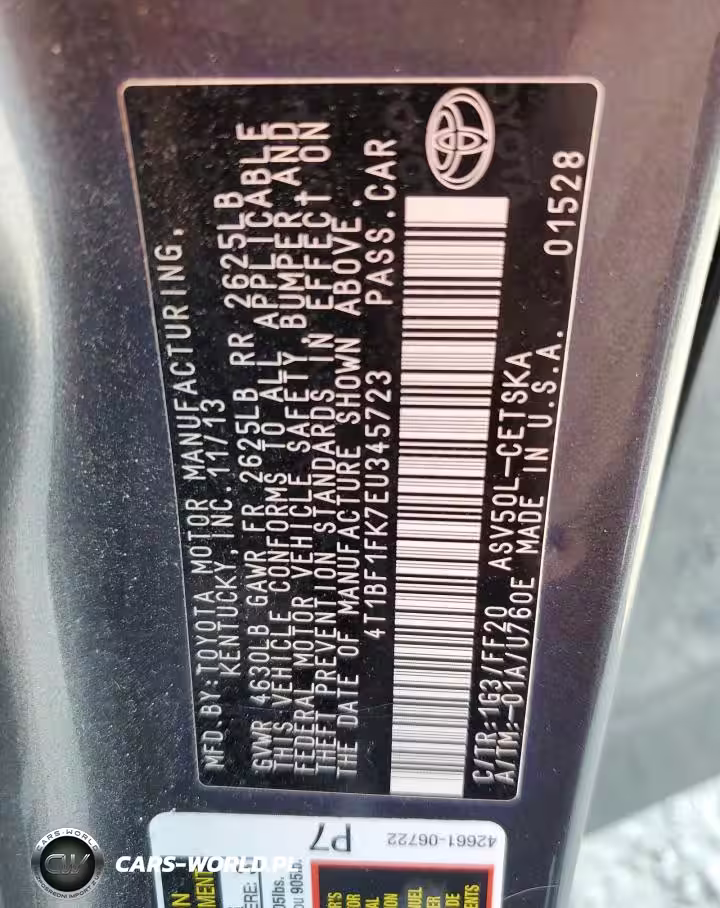 MFD.BY:TOYOTA MOTOR MANUFACTURING,
KENTUCKY, INC. 11/13
GVWR 4630LB GAWR FR 2625LB RR 2625LB
THIS VEHICLE CONFORMS TO ALL APPLICABLE
FEDERAL MOTOR VEHICLE SAFETY, BUMPER, AND
THEFT PREVENTION STANDARDS IN EFFECT ON
THE DATE OF MANUFACTURE SHOWN ABOVE.
4T1BF1FK7EU345723 PASS.CAR
C/TR:1G3/FF20 ASV50L-CETSKA
A/TM:-01A/U760E MADE IN U.S.A. 01528
42661-06722
P7
CARS-WORLD.PL